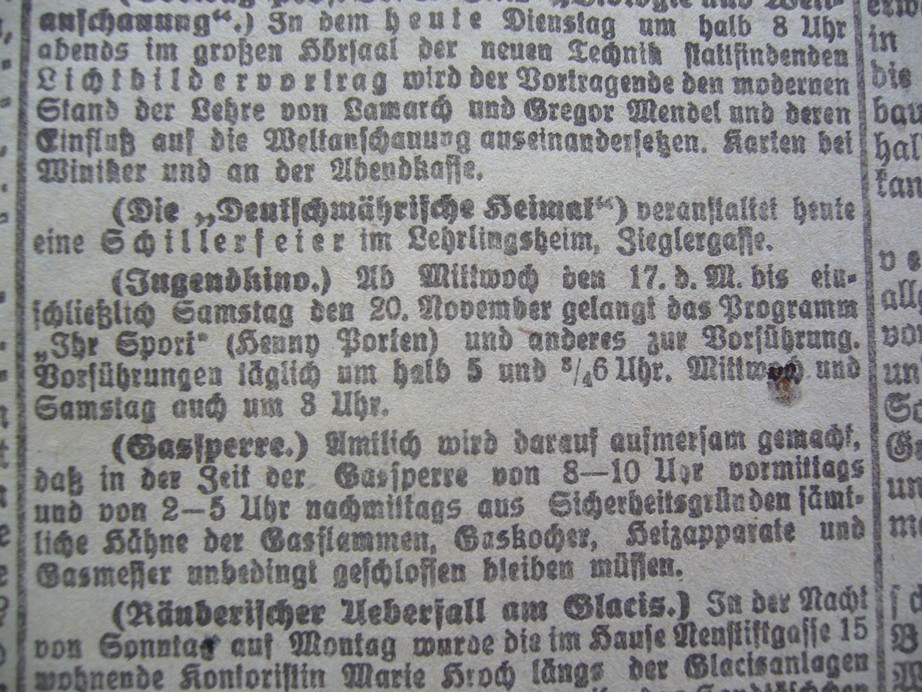 anschauung“.) In dem heute Dienstag um halb 8 Uhr
abends im großen Hörsaal der neuen Technik stattfindenden
Lichtbildervortrag wird der Vortragende den modernen
Stand der Lehre von Lamarck und Gregor Mendel und deren
Einfluß auf die Weltanschauung auseinandersetzen. Karten bei
Winiker und an der Abendkasse.
(Die „Deutschmährische Heimat“) veranstaltet heute
eine Schillerfeier im Lehrlingsheim, Zieglergasse.
(Jugendkino.) Ab Mittwoch den 17. d. M. bis ein-
schließlich Samstag den 20. November gelangt das Programm
„Ihr Sport“ (Henny Porten) und anderes zur Vorführung.
Vorführungen täglich um halb 5 und 3/46 Uhr. Mittwoch und
Samstag auch um 3 Uhr.
(Gassperre.) Amtlich wird darauf aufmerksam gemacht,
daß in der Zeit der Gassperre von 8—10 Uhr vormittags
und von 2—5 Uhr nachmittags aus Sicherheitsgründen sämt-
liche Hähne der Gasflammen, Gaskocher, Heizapparate und
Gasmesser unbedingt geschlossen bleiben müssen.
(Räuberischer Ueberfall am Glacis.) In der Nacht
von Sonntag auf Montag wurde die im Hause Neustiftgasse 15
wohnende Kontoristin Marie Hroch längs der Glacisanlagen